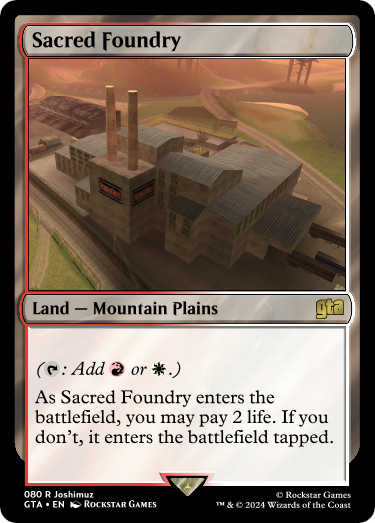 Sacred Foundry
Land — Mountain Plains
gta
(: Add or .)
As Sacred Foundry enters the
battlefield, you may pay 2 life. If you
don't, it enters the battlefield tapped.
080 R Joshimuz
GTA • EN Rockstar Games
© Rockstar Games
™ & © 2024 Wizards of the Coast